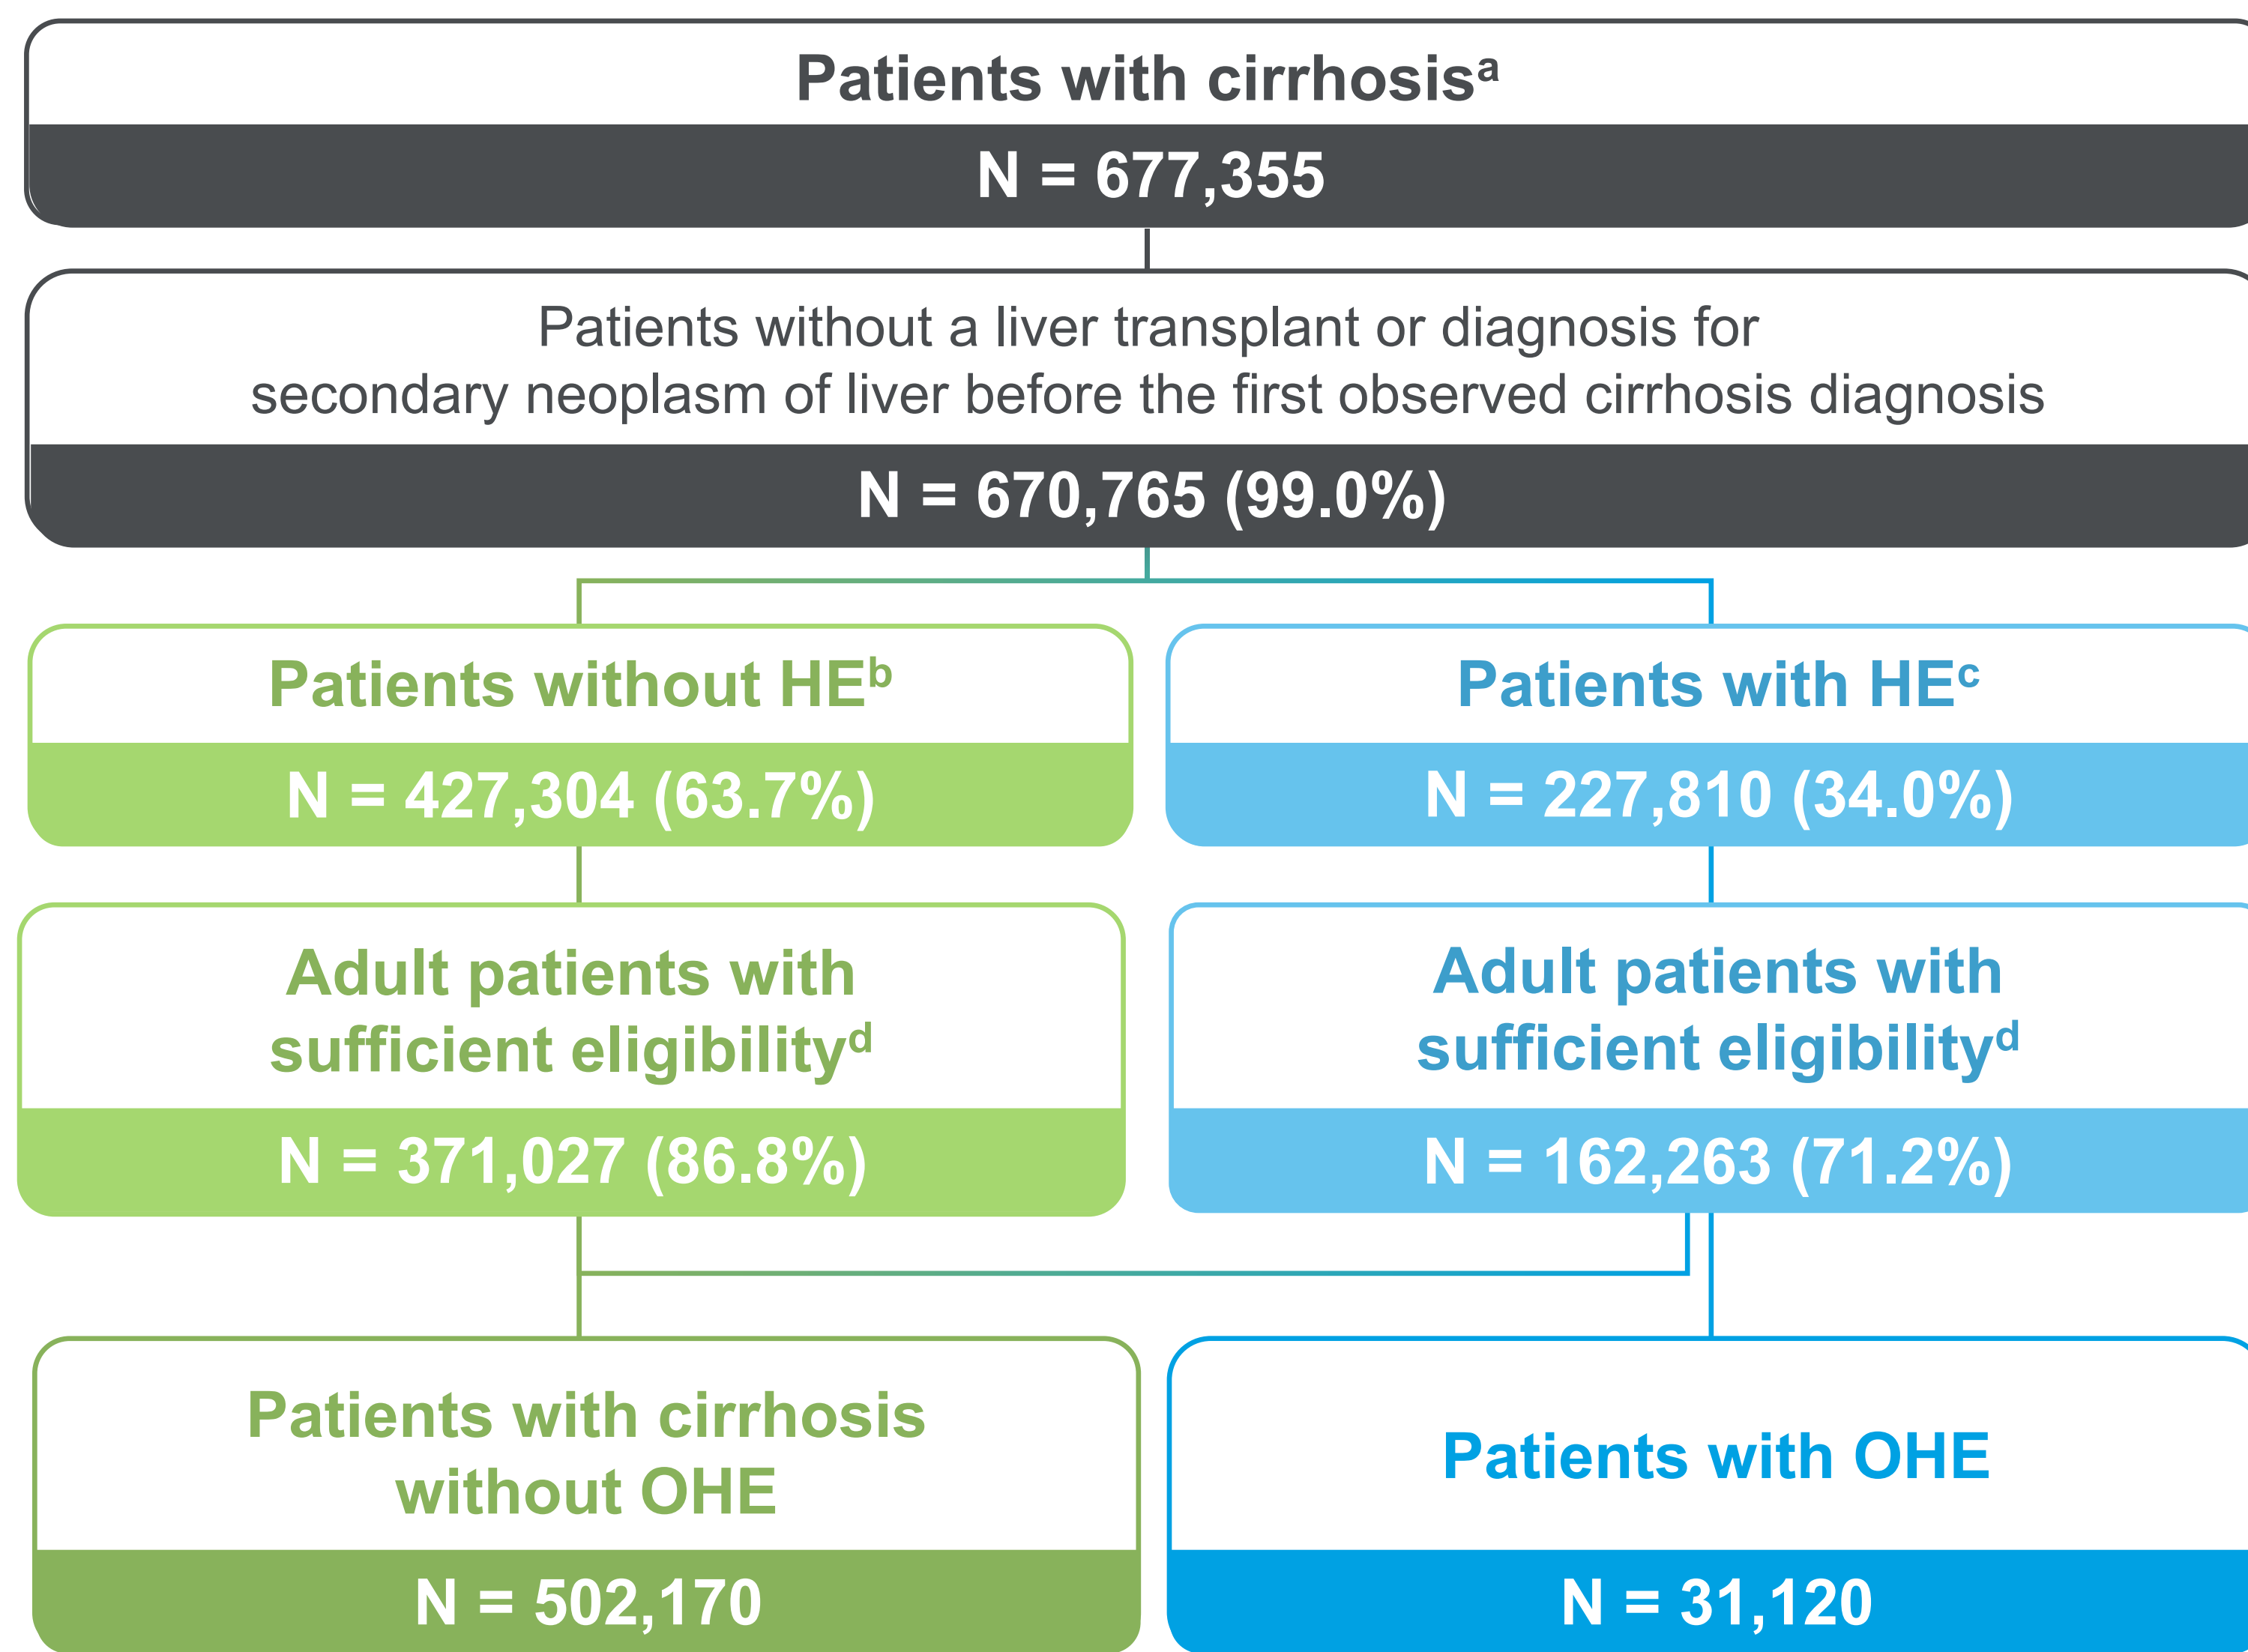 Patients with cirrhosisᵃ
N = 677,355
Patients without a liver transplant or diagnosis for
secondary neoplasm of liver before the first observed cirrhosis diagnosis
N = 670,765 (99.0%)
Patients without HEᵇ
N = 427,304 (63.7%)
Patients with HEᶜ
N = 227,810 (34.0%)
Adult patients with
sufficient eligibilityᵈ
N = 371,027 (86.8%)
Adult patients with
sufficient eligibilityᵈ
N = 162,263 (71.2%)
Patients with cirrhosis
without OHE
N = 502,170
Patients with OHE
N = 31,120